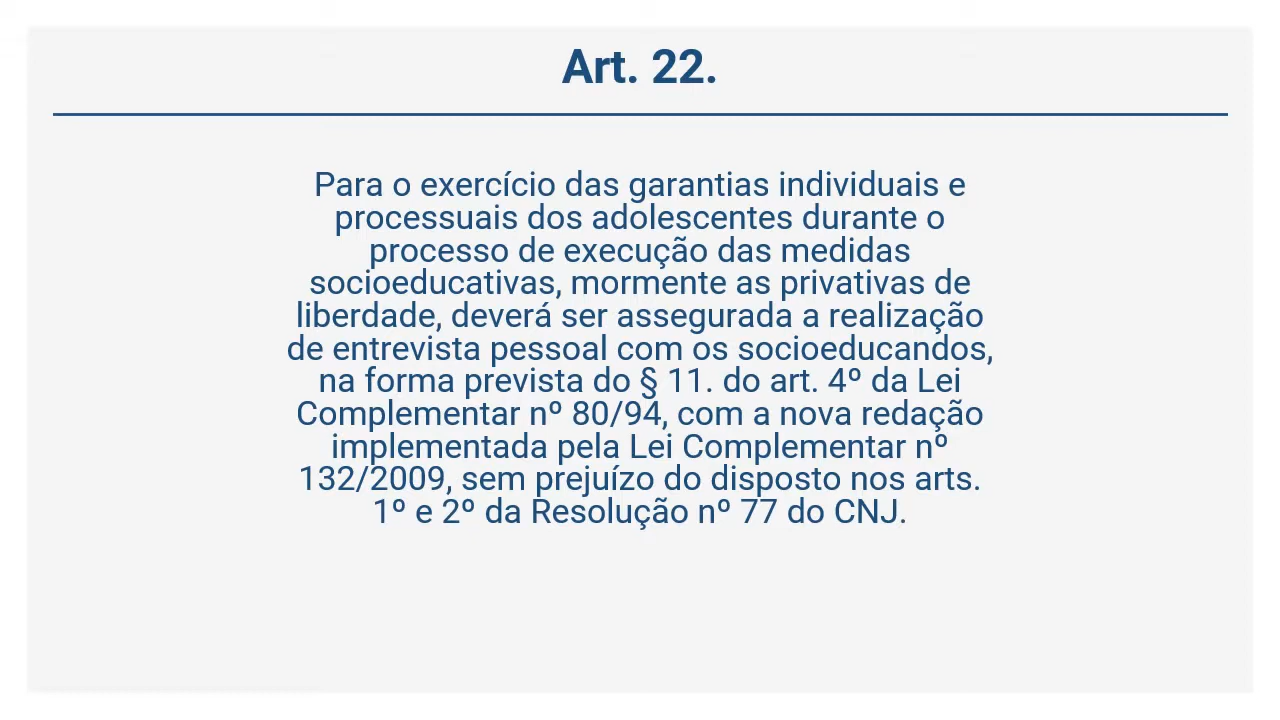 Art. 22.
Para o exercício das garantias individuais e
processuais dos adolescentes durante o
processo de execução das medidas
socioeducativas, mormente as privativas de
liberdade, deverá ser assegurada a realização
de entrevista pessoal com os socioeducandos,
na forma prevista do § 11. do art. 4º da Lei
Complementar nº 80/94, com a nova redação
implementada pela Lei Complementar nº
132/2009, sem prejuízo do disposto nos arts.
1º e 2º da Resolução nº 77 do CNJ.